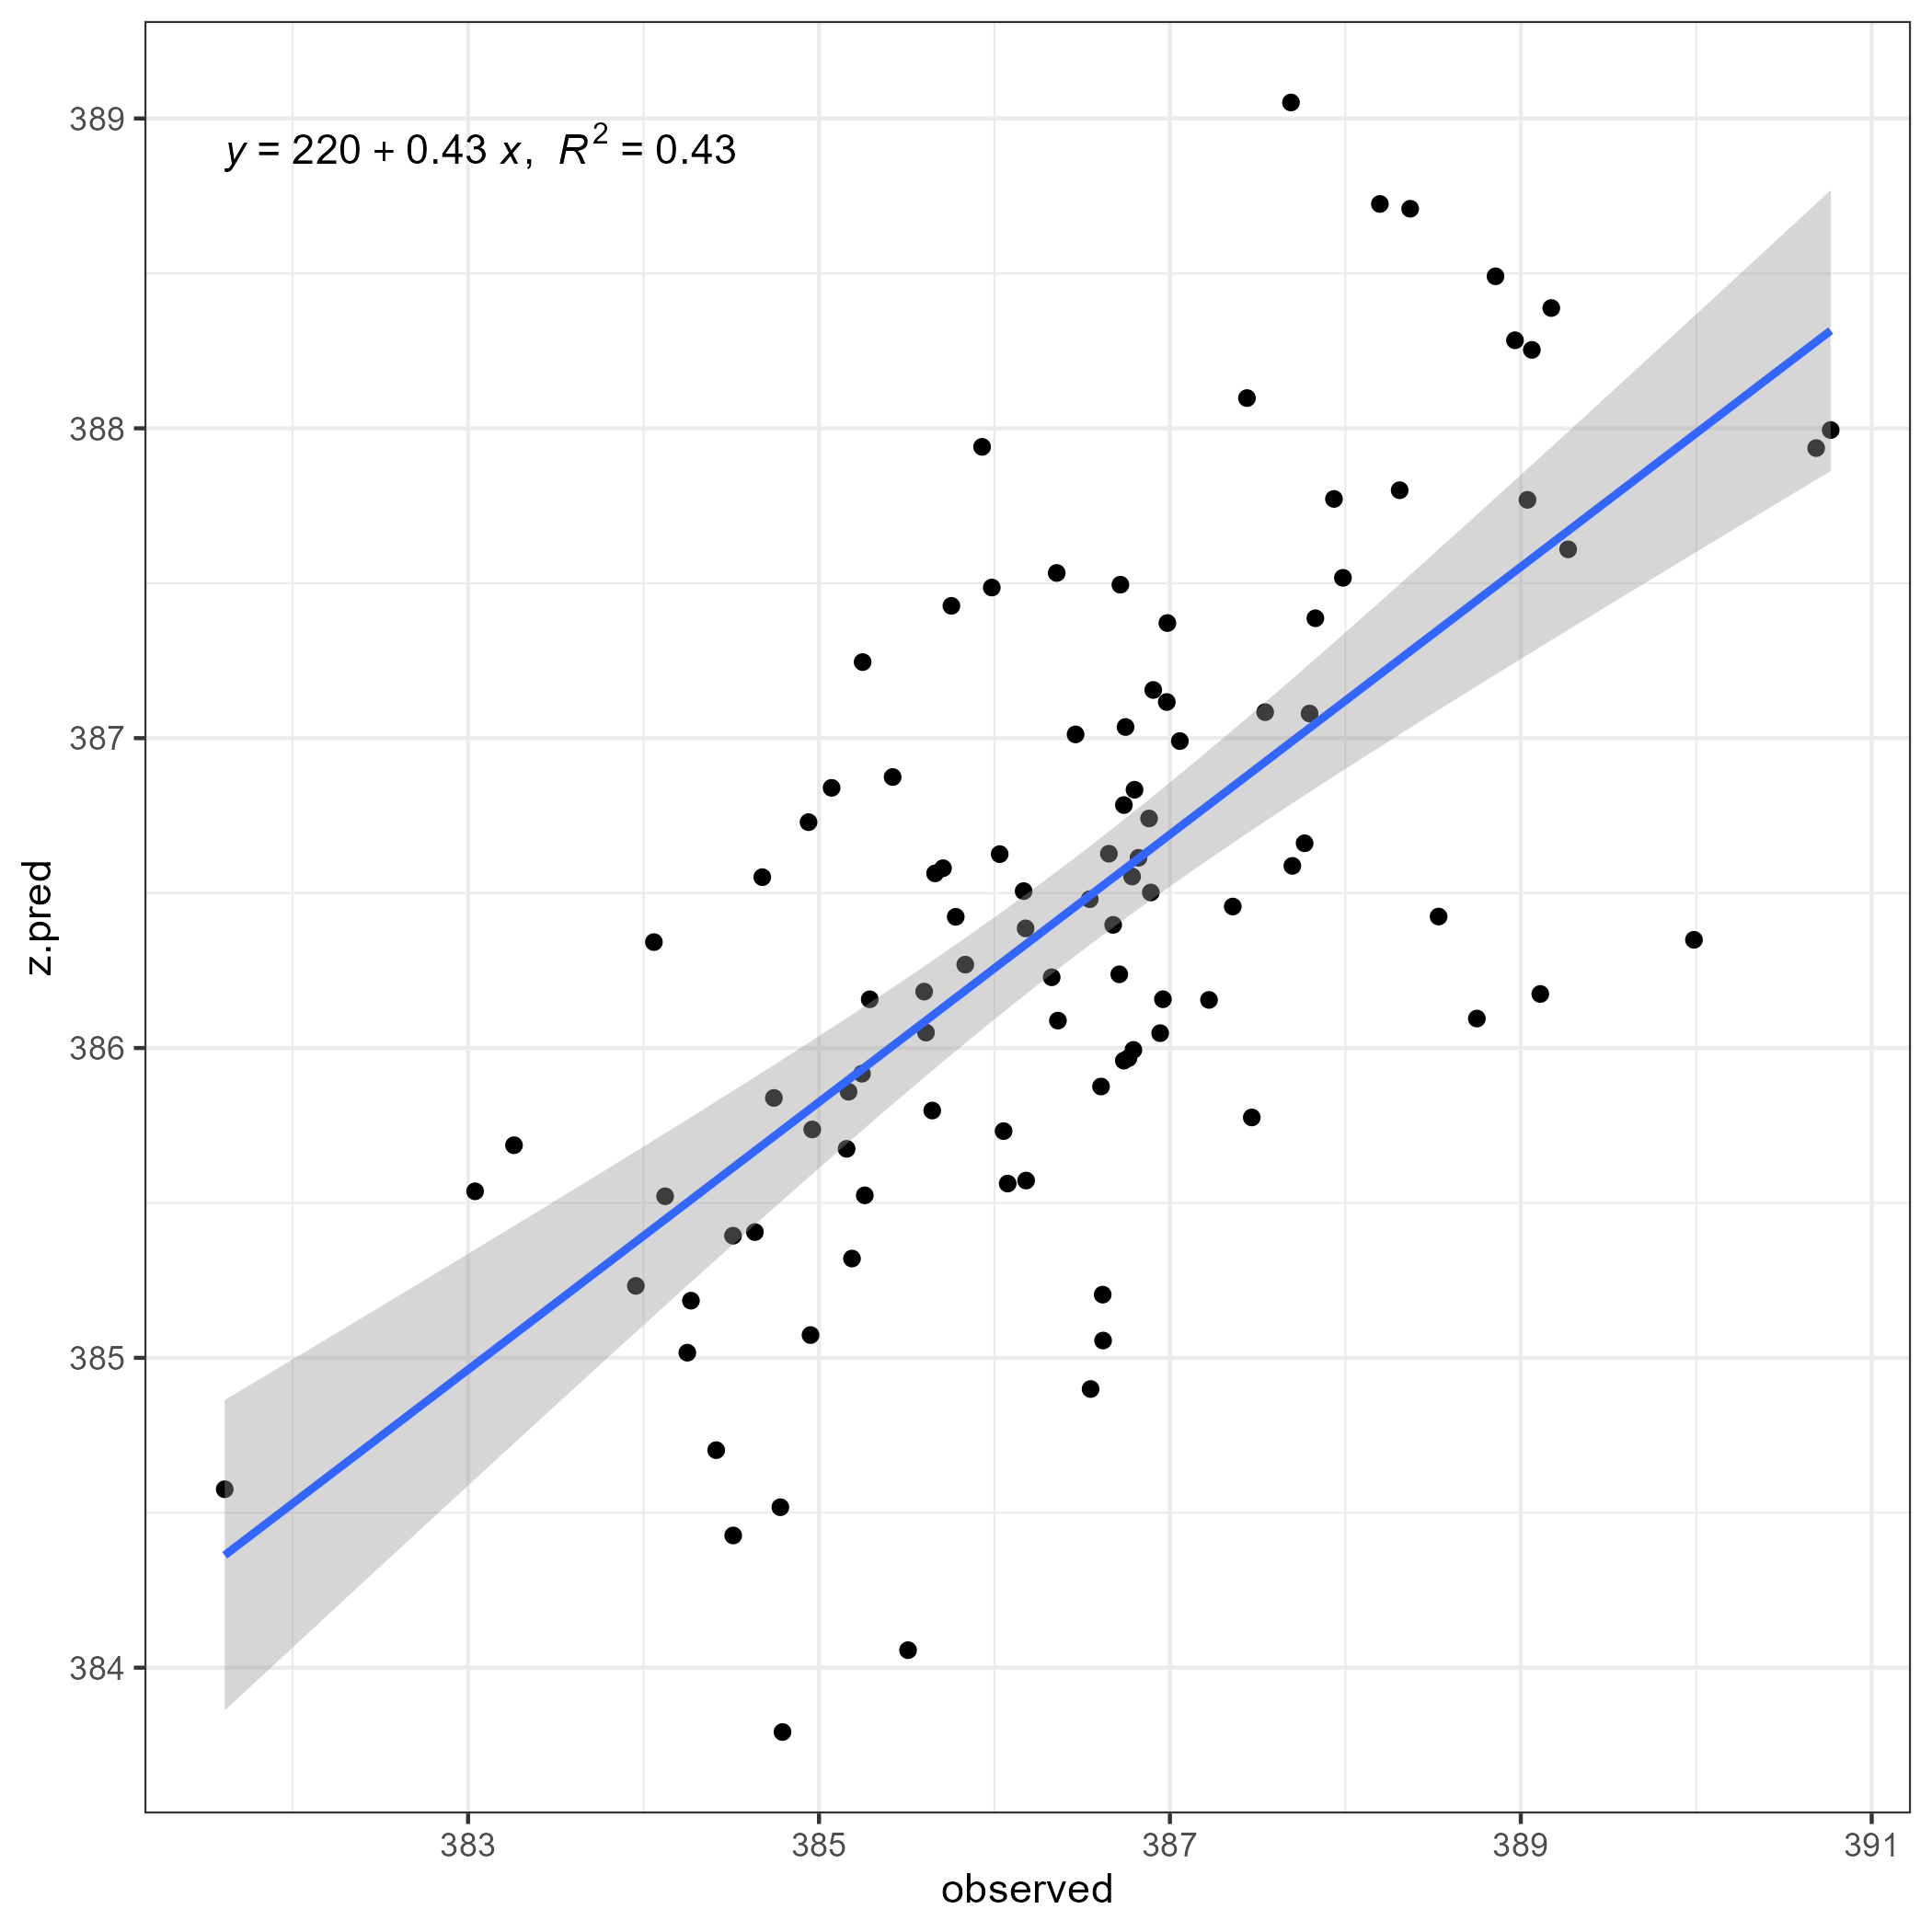 389
y = 220 + 0.43 x, R² = 0.43
388
387
z.pred
386
385
384
383 385 387 389 391
observed